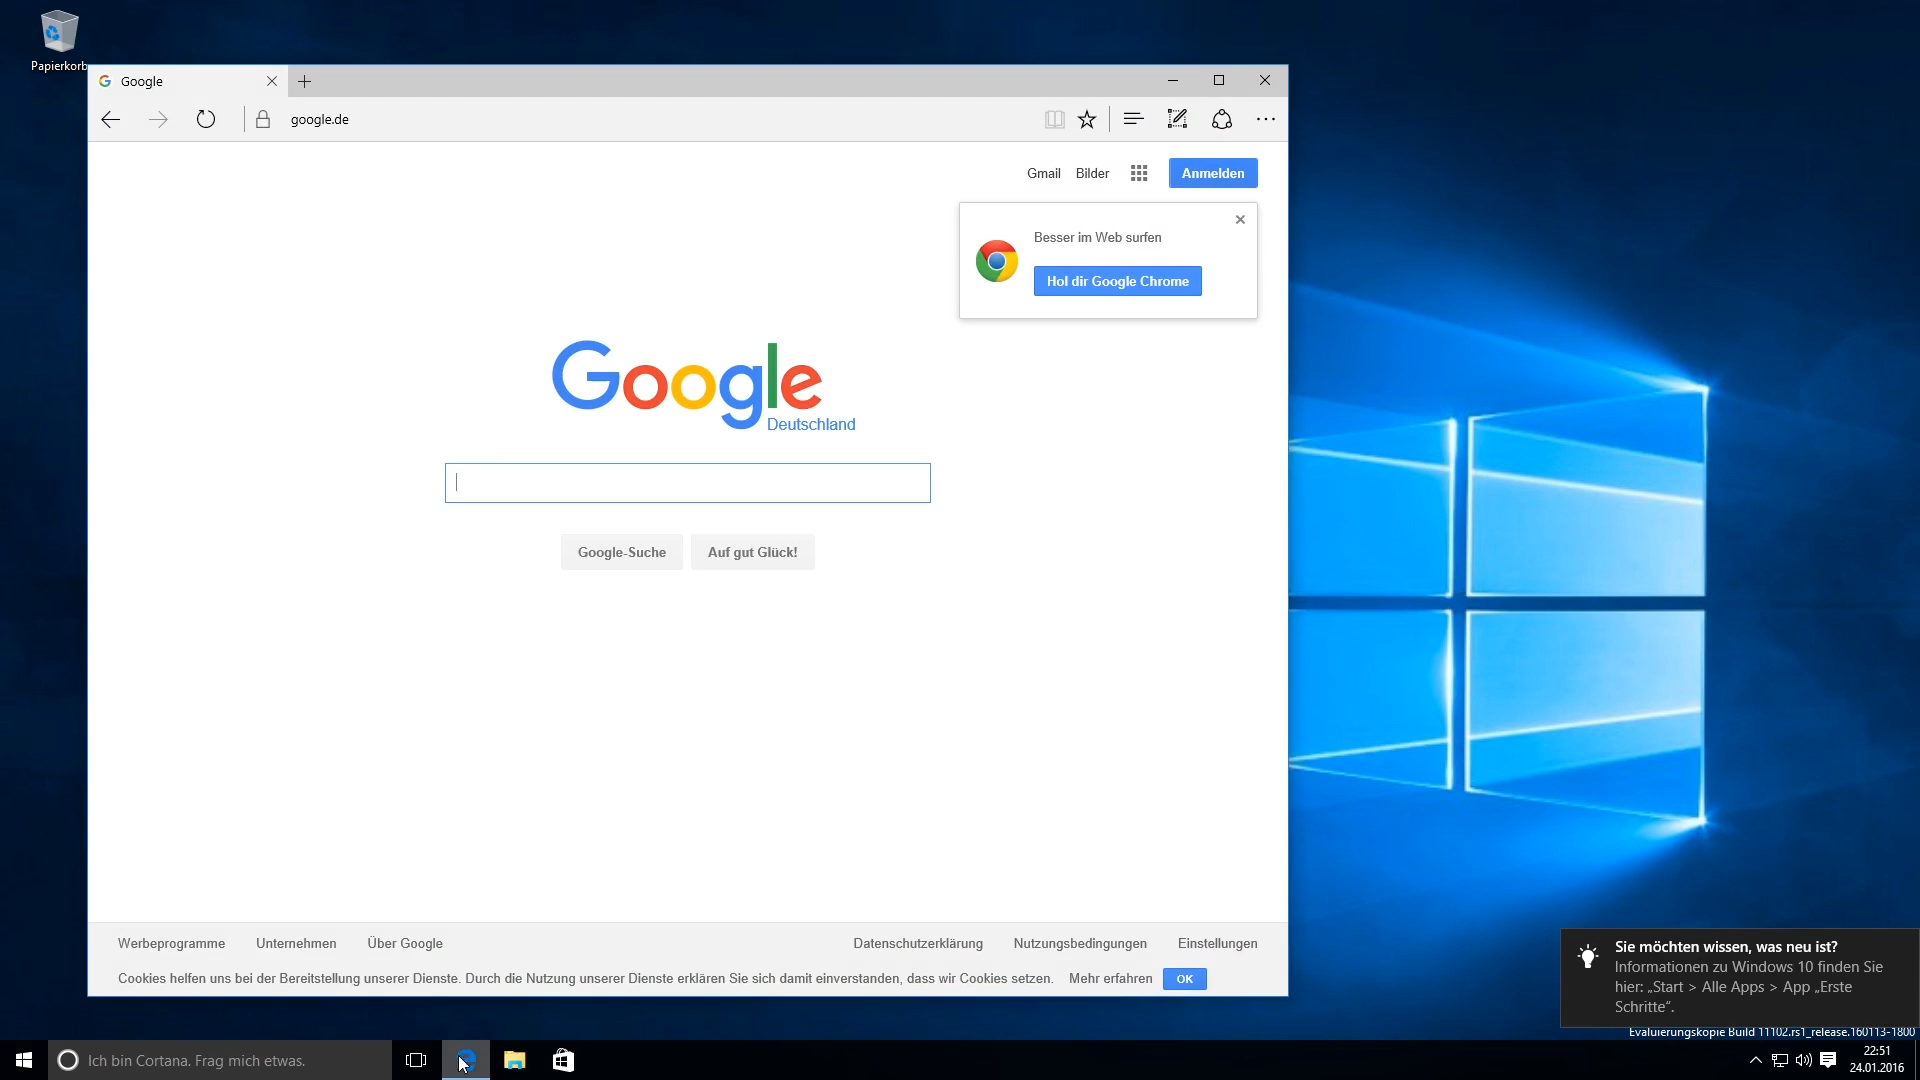 Papierkorb
Google
google.de
Gmail Bilder Anmelden
Besser im Web surfen
Hol dir Google Chrome
Google
Deutschland
Google-Suche Auf gut Glück!
Werbeprogramme Unternehmen Über Google Datenschutzerklärung Nutzungsbedingungen Einstellungen
Cookies helfen uns bei der Bereitstellung unserer Dienste. Durch die Nutzung unserer Dienste erklären Sie sich damit einverstanden, dass wir Cookies setzen. Mehr erfahren OK
Sie möchten wissen, was neu ist?
Informationen zu Windows 10 finden Sie
hier: „Start > Alle Apps > App „Erste
Schritte“.
Evaluierungskopie Build 11102.rs1_release.160113-1800
Ich bin Cortana. Frag mich etwas.
22:51
24.01.2016